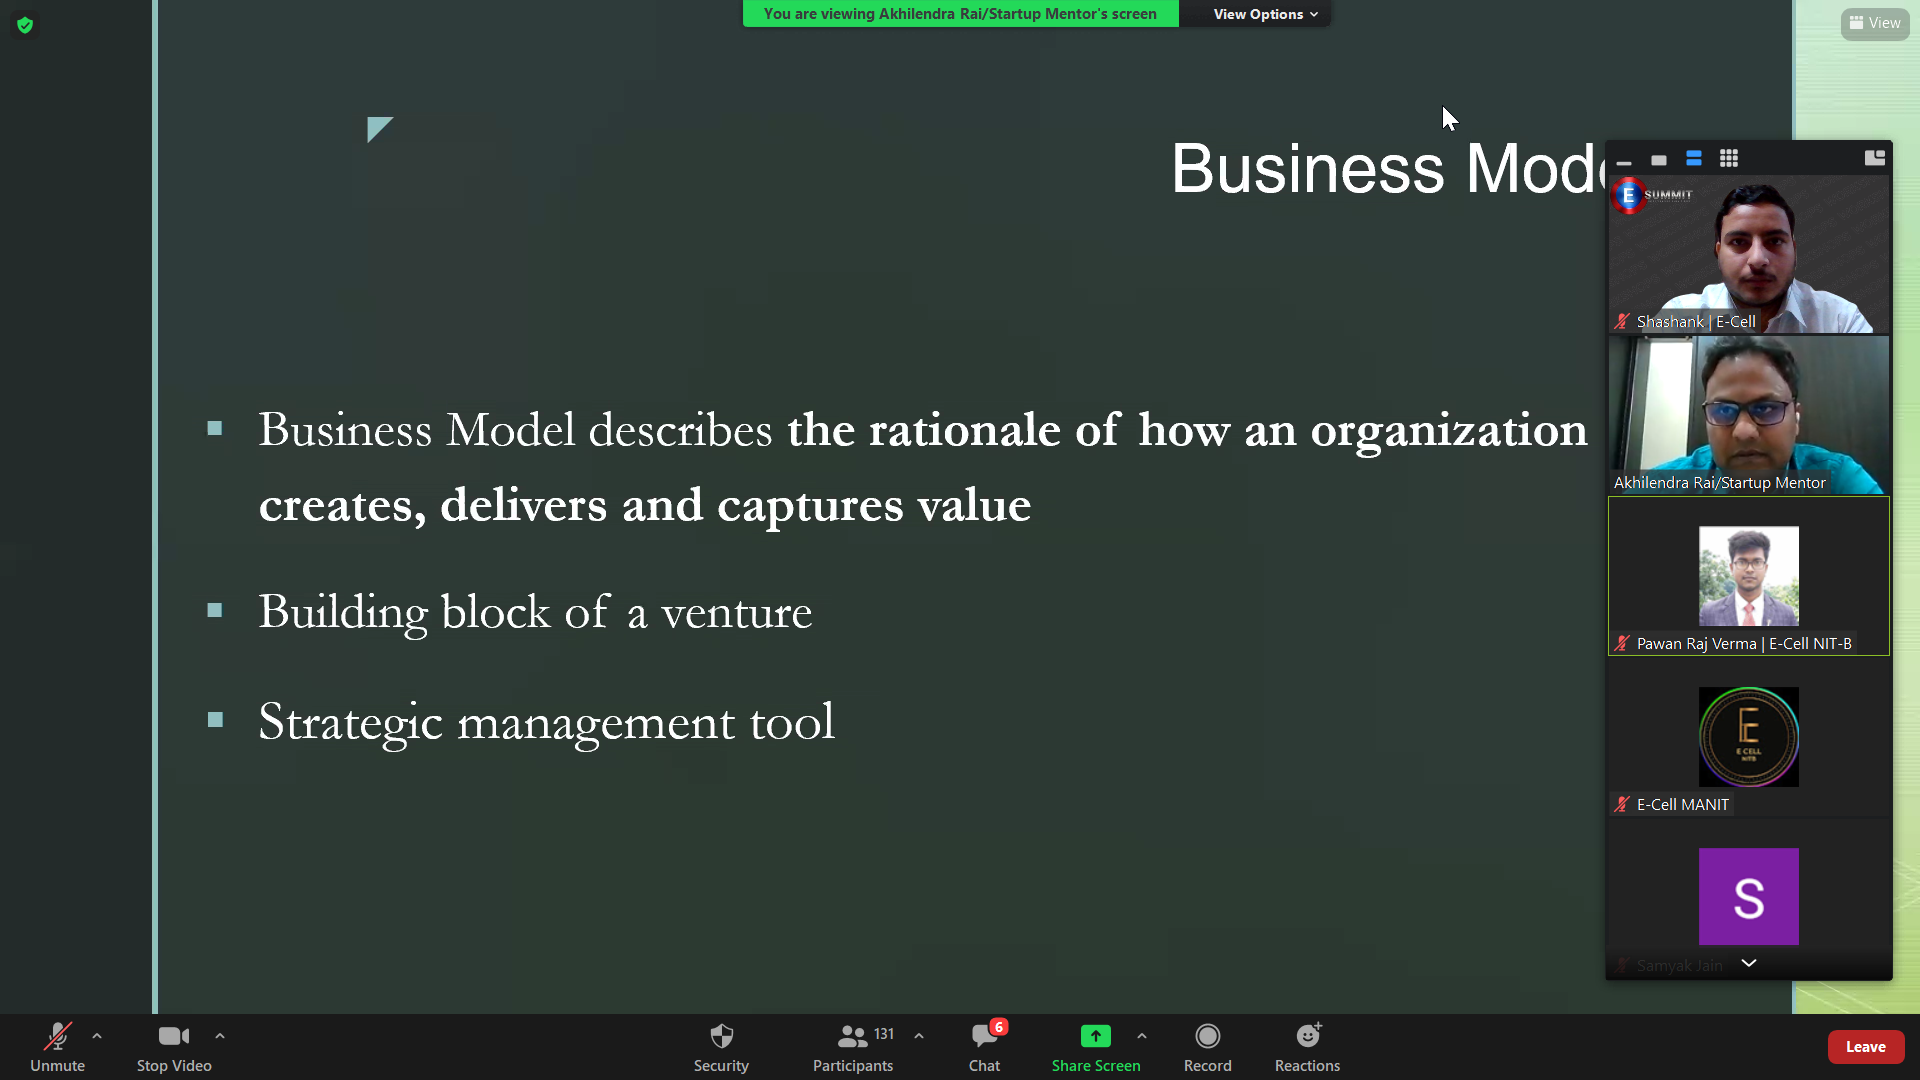 You are viewing Akhilendra Rai/Startup Mentor's screen
View Options
View
Business Mod
E SUMMIT
Shashank | E-Cell
Business Model describes the rationale of how an organization
creates, delivers and captures value
Akhilendra Rai/Startup Mentor
Building block of a venture
Pawan Raj Verma | E-Cell NIT-B
Strategic management tool
E
E CELL
NITB
E-Cell MANIT
S
Samyak Jain
Unmute
Stop Video
Security
Participants
131
Chat
6
Share Screen
Record
Reactions
Leave